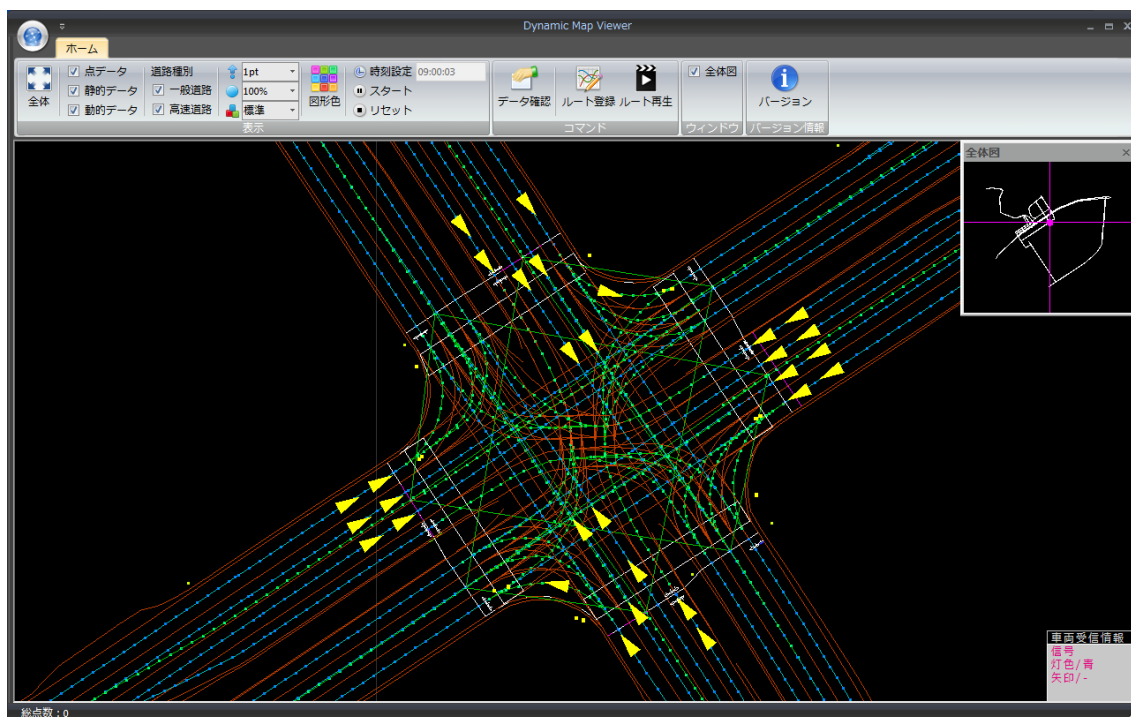 Dynamic Map Viewer
ホーム
全体
点データ
静的データ
動的データ
道路種別
一般道路
高速道路
1pt
100%
標準
図形色
時刻設定 09:00:03
スタート
リセット
表示
データ確認
ルート登録
ルート再生
コマンド
全体図
ウィンドウ
バージョン
バージョン情報
全体図
車両受信情報
信号
灯色/青
矢印/-
総点数:0